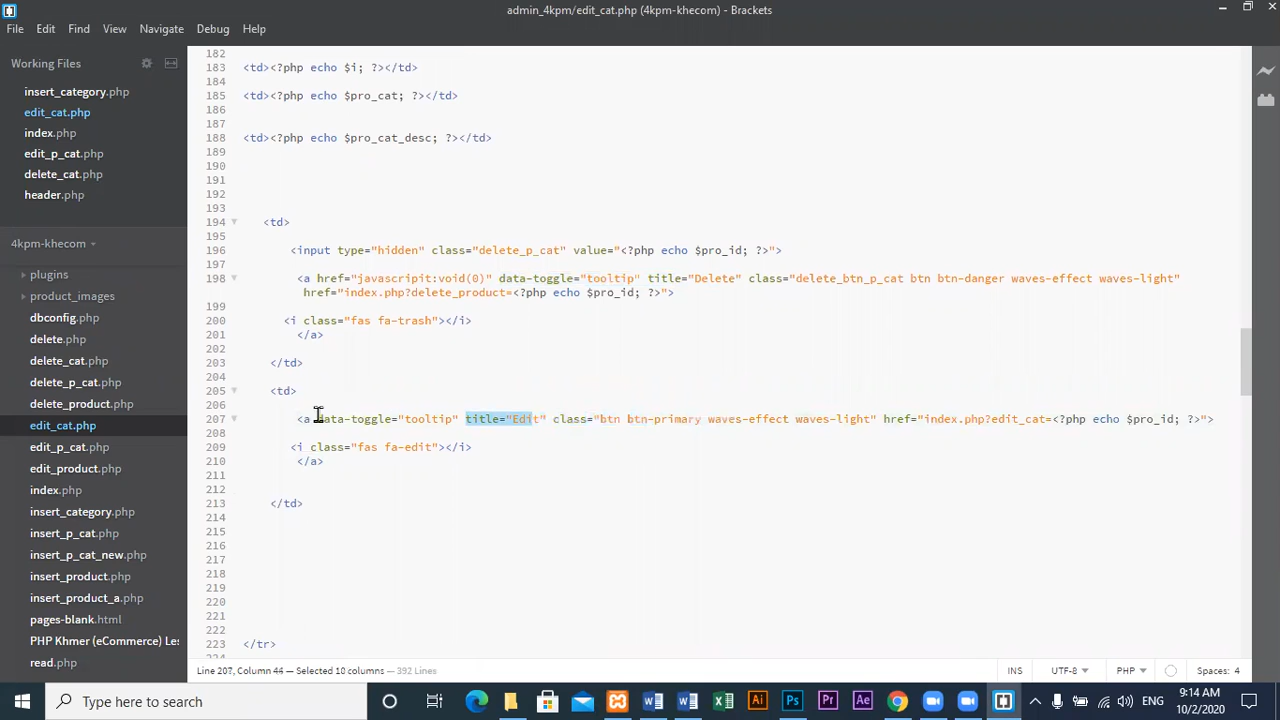 admin_4kpm/edit_cat.php (4kpm-khecom) - Brackets
File Edit Find View Navigate Debug Help
Working Files
insert_category.php
edit_cat.php
index.php
edit_p_cat.php
delete_cat.php
header.php
4kpm-khecom
plugins
product_images
dbconfig.php
delete.php
delete_cat.php
delete_p_cat.php
delete_product.php
edit_cat.php
edit_p_cat.php
edit_product.php
index.php
insert_category.php
insert_p_cat.php
insert_p_cat_new.php
insert_product.php
insert_product_a.php
pages-blank.html
PHP Khmer (eCommerce) Les
read.php
182
183 <td><?php echo $i; ?></td>
184
185 <td><?php echo $pro_cat; ?></td>
186
187
188 <td><?php echo $pro_cat_desc; ?></td>
189
190
191
192
193
194 <td>
195
196 <input type="hidden" class="delete_p_cat" value="<?php echo $pro_id; ?>">
197
198 <a href="javascripit:void(0)" data-toggle="tooltip" title="Delete" class="delete_btn_p_cat btn btn-danger waves-effect waves-light"
href="index.php?delete_product=<?php echo $pro_id; ?>">
199
200 <i class="fas fa-trash"></i>
201 </a>
202
203 </td>
204
205 <td>
206
207 <a data-toggle="tooltip" title="Edit" class="btn btn-primary waves-effect waves-light" href="index.php?edit_cat=<?php echo $pro_id; ?>">
208
209 <i class="fas fa-edit"></i>
210 </a>
211
212
213 </td>
214
215
216
217
218
219
220
221
222
223 </tr>
Line 207, Column 44 — Selected 10 columns — 392 Lines
INS UTF-8 PHP Spaces: 4
Type here to search
ENG
9:14 AM
10/2/2020